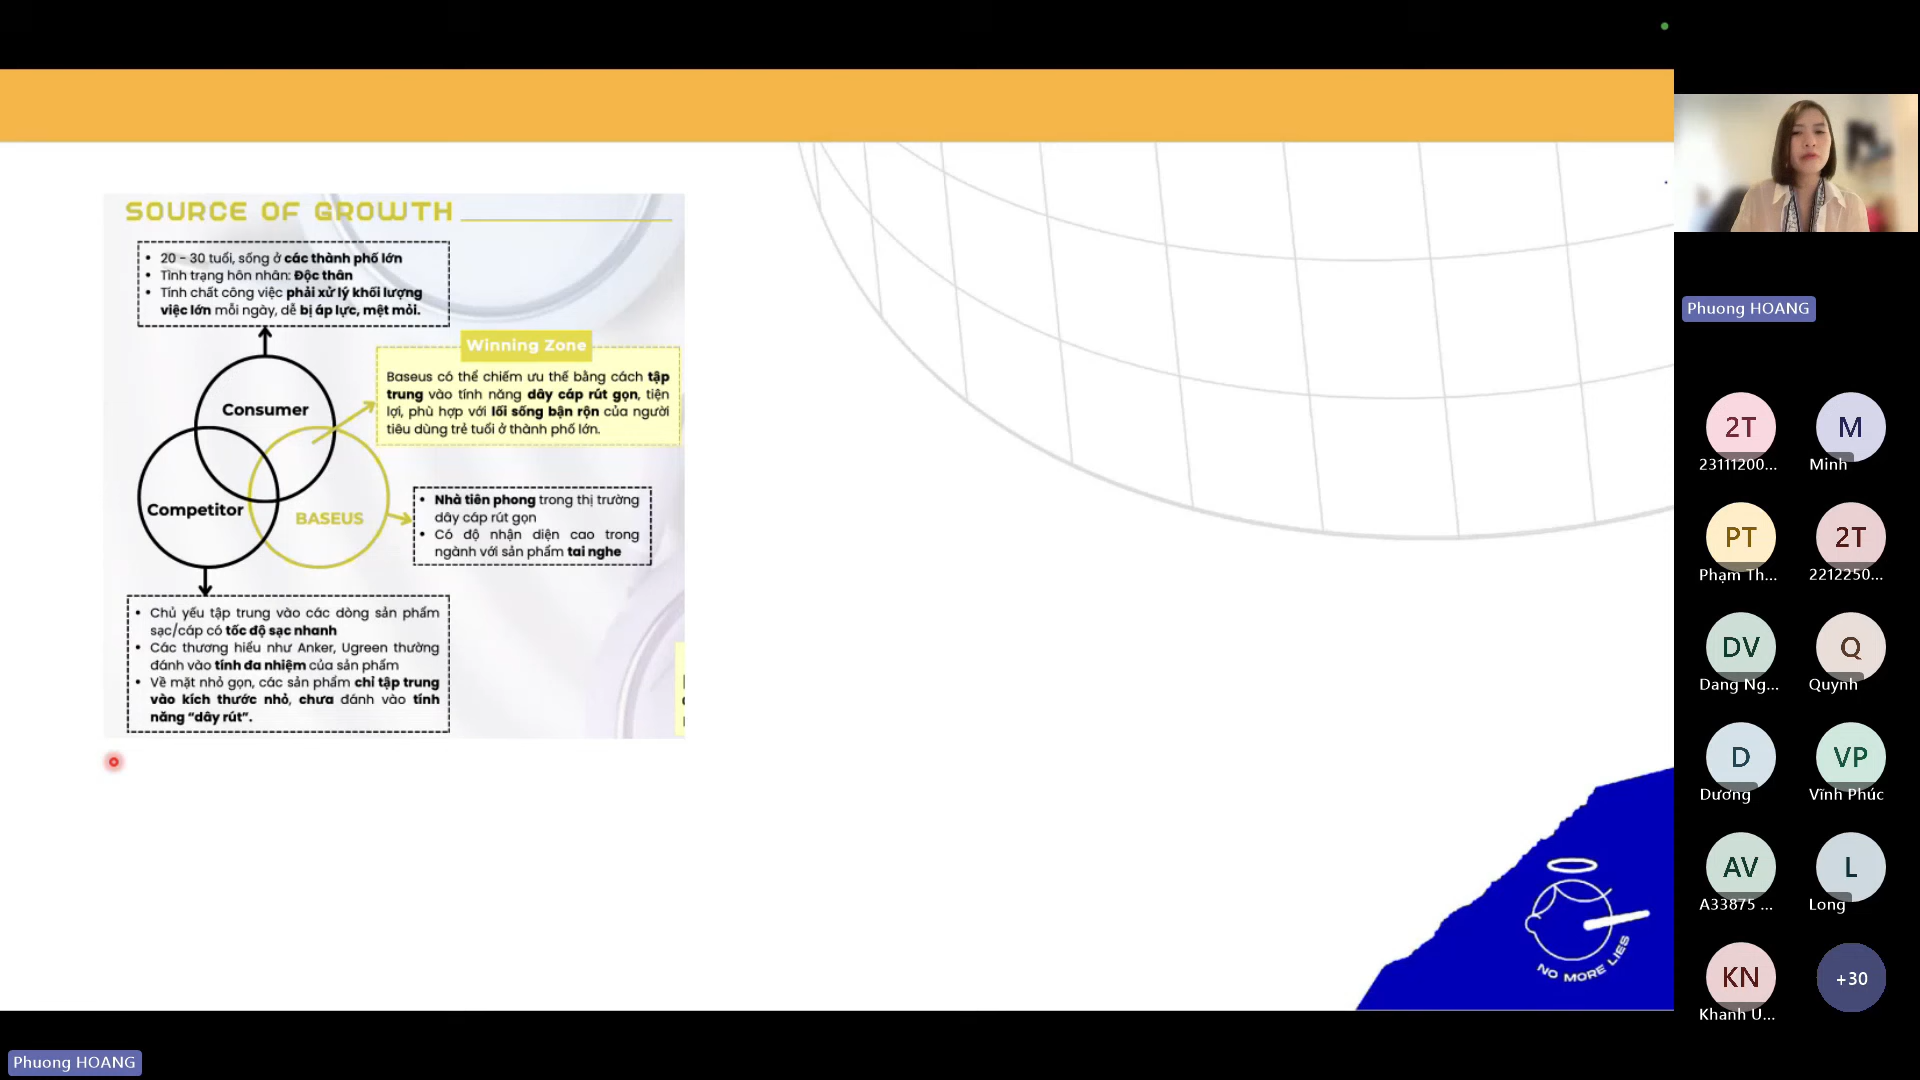 SOURCE OF GROWTH
• 20 - 30 tuổi, sống ở các thành phố lớn
• Tình trạng hôn nhân: Độc thân
• Tính chất công việc phải xử lý khối lượng
việc lớn mỗi ngày, dễ bị áp lực, mệt mỏi.
Winning Zone
Baseus có thể chiếm ưu thế bằng cách tập
trung vào tính năng dây cáp rút gọn, tiện
lợi, phù hợp với lối sống bận rộn của người
tiêu dùng trẻ tuổi ở thành phố lớn.
Consumer
Competitor
BASEUS
• Nhà tiên phong trong thị trường
dây cáp rút gọn
• Có độ nhận diện cao trong
ngành với sản phẩm tai nghe
• Chủ yếu tập trung vào các dòng sản phẩm
sạc/cáp có tốc độ sạc nhanh
• Các thương hiệu như Anker, Ugreen thường
đánh vào tính đa nhiệm của sản phẩm
• Về mặt nhỏ gọn, các sản phẩm chỉ tập trung
vào kích thước nhỏ, chưa đánh vào tính
năng “dây rút”.
NO MORE LIES
Phuong HOANG
2T
23111200...
M
Minh
PT
Phạm Th...
2T
2212250...
DV
Dang Ng...
Q
Quynh
D
Dương
VP
Vĩnh Phúc
AV
A33875 ...
L
Long
KN
Khanh U...
+30
Phuong HOANG